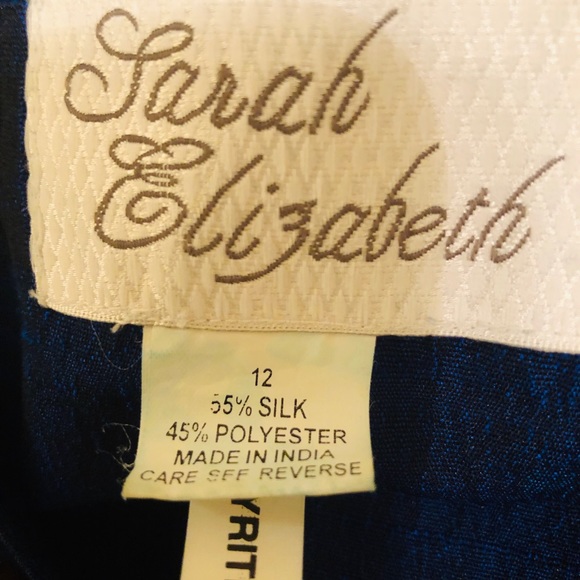 Sarah
Elizabeth
12
55% SILK
45% POLYESTER
MADE IN INDIA
CARE SEE REVERSE